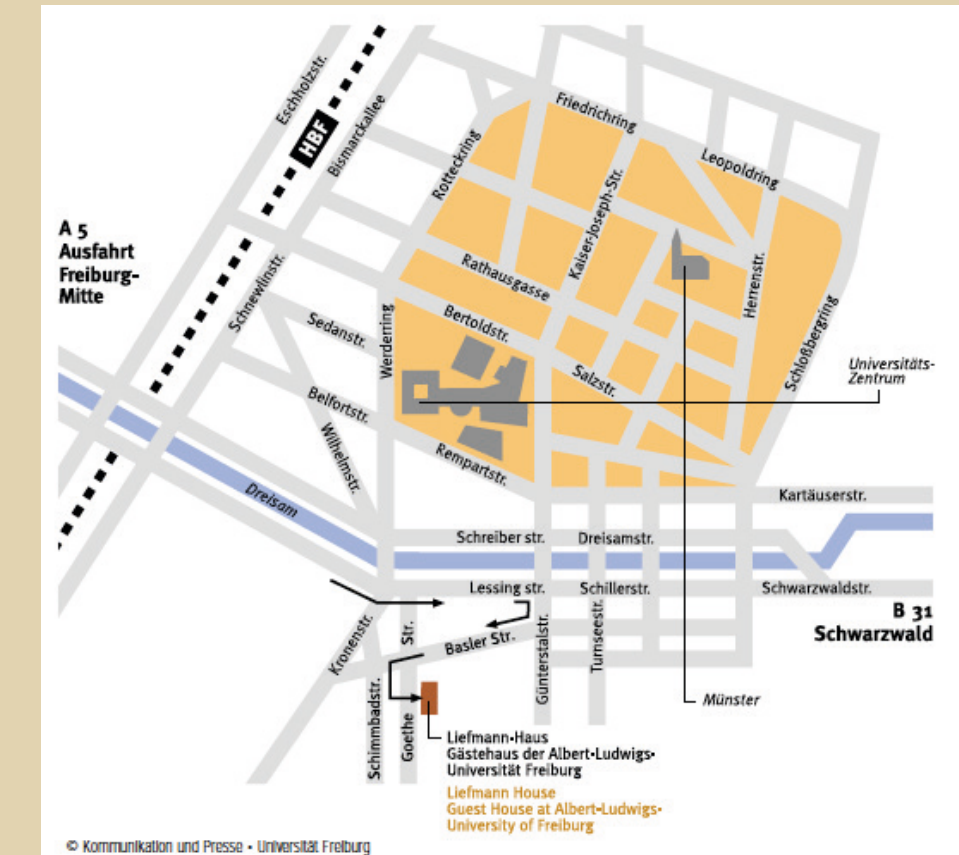 Eschholzstr.
HBF
Bismarckallee
Friedrichring
Leopoldring
Rotteckring
Kaiser-Joseph-Str.
A 5
Ausfahrt
Freiburg-
Mitte
Schnewlinstr.
Rathausgasse
Herrenstr.
Schloßbergring
Sedanstr.
Werderring
Bertoldstr.
Salzstr.
Universitäts-
Zentrum
Belfortstr.
Wilhelmstr.
Rempartstr.
Dreisam
Kartäuserstr.
Schreiber str.
Dreisamstr.
Lessing str.
Schillerstr.
Schwarzwaldstr.
B 31
Schwarzwald
Kronenstr.
Str.
Basler Str.
Günterstalstr.
Turnseestr.
Schimmbadstr.
Goethe
Münster
Liefmann-Haus
Gästehaus der Albert-Ludwigs-
Universität Freiburg
Liefmann House
Guest House at Albert-Ludwigs-
University of Freiburg
© Kommunikation und Presse • Universität Freiburg